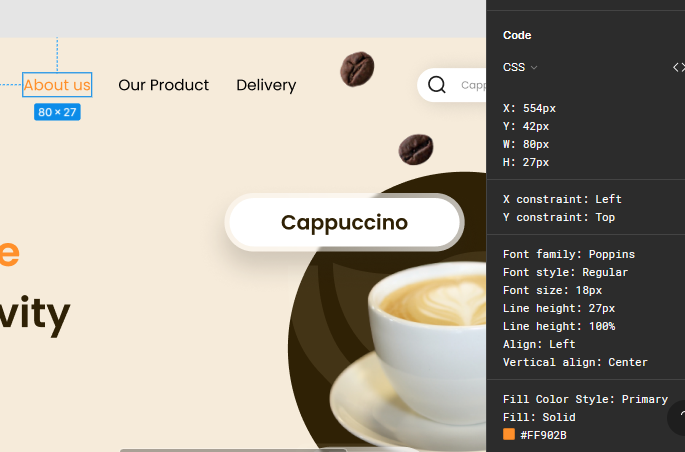 About us
Our Product
Delivery
Capp
80 × 27
Cappuccino
e
vity
Code
CSS
X: 554px
Y: 42px
W: 80px
H: 27px
X constraint: Left
Y constraint: Top
Font family: Poppins
Font style: Regular
Font size: 18px
Line height: 27px
Line height: 100%
Align: Left
Vertical align: Center
Fill Color Style: Primary
Fill: Solid
#FF902B